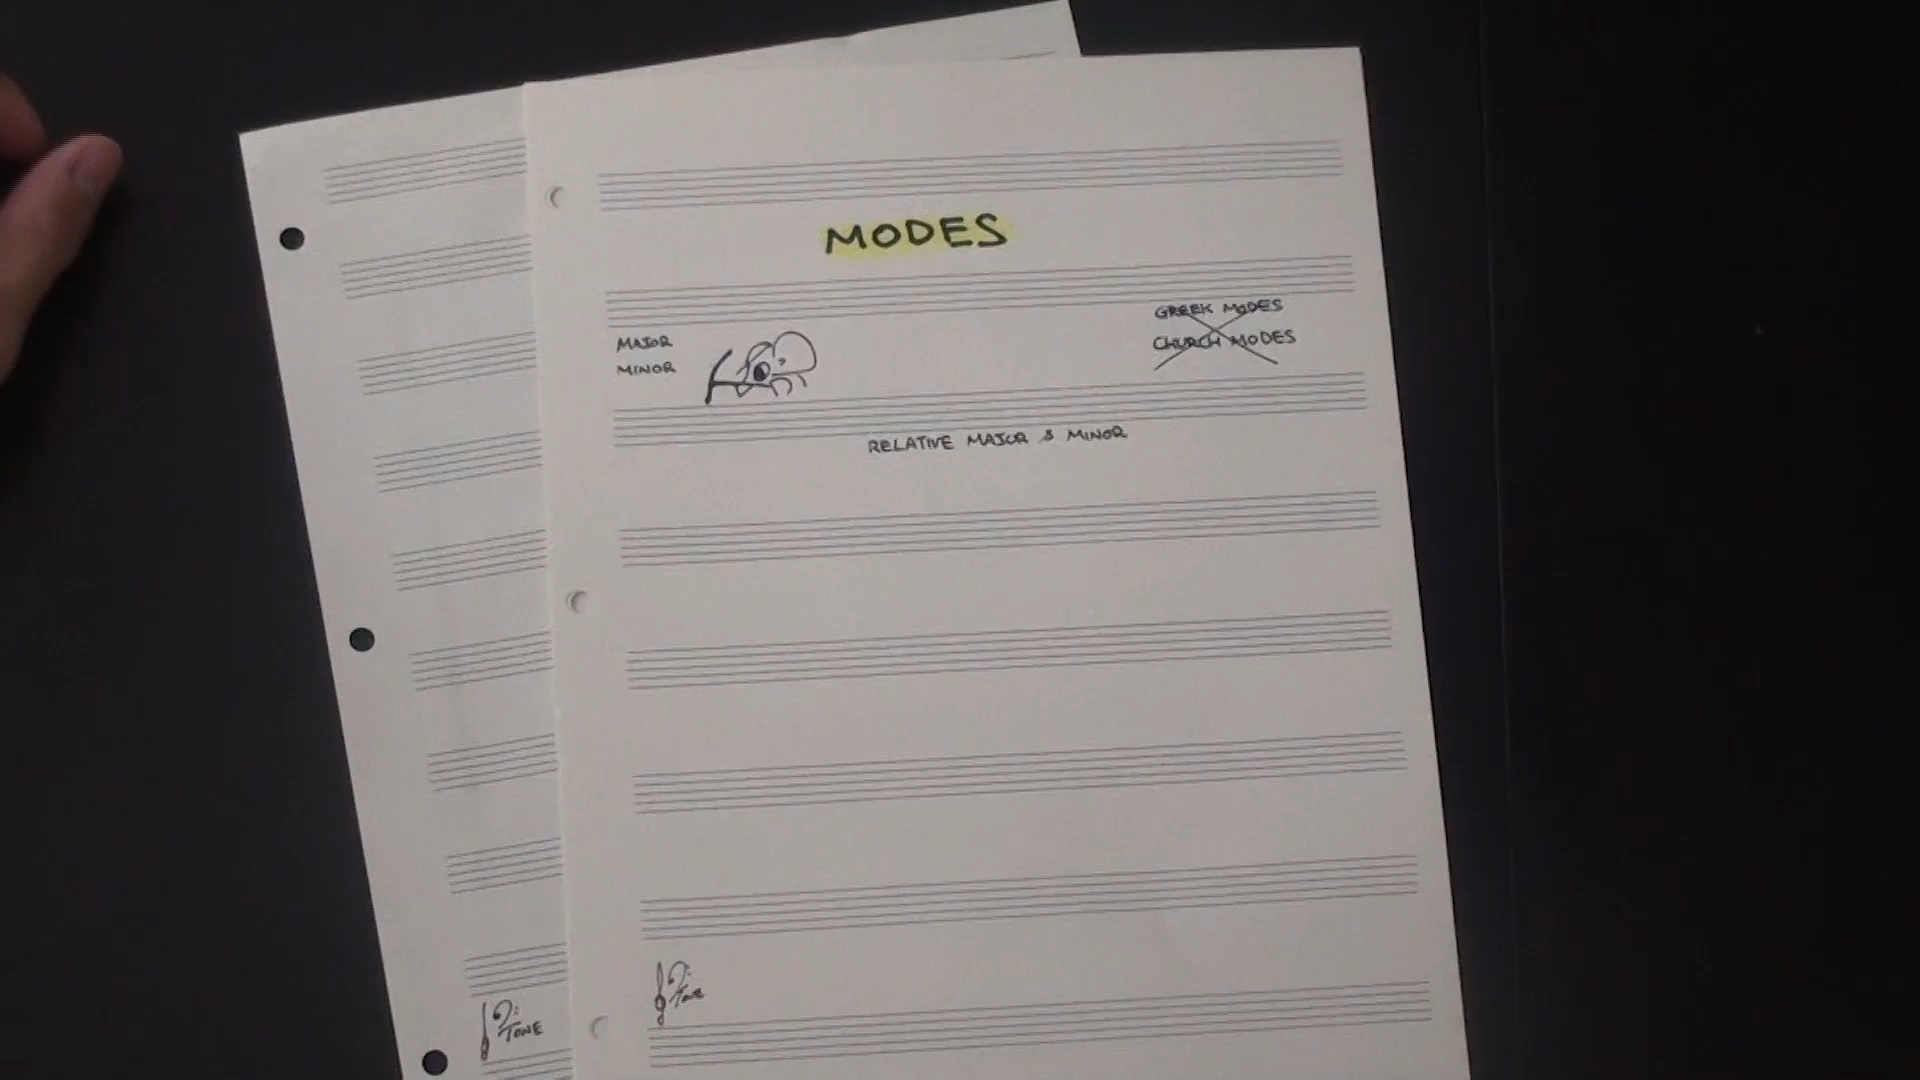 MODES
GREEK MODES
CHURCH MODES
MAJOR
MINOR
RELATIVE MAJOR & MINOR
Tone
TONE